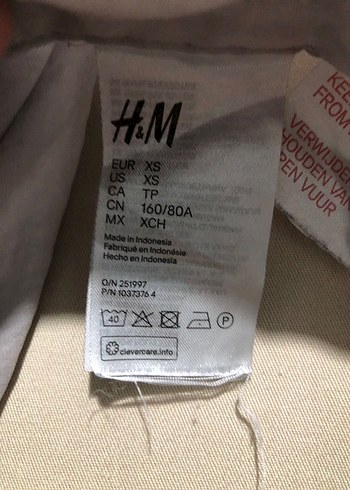 H&M
EUR XS
US XS
CA TP
CN 160/80A
MX XCH
Made in Indonesia
Fabriqué en Indonésie
Hecho en Indonesia
O/N 251997
P/N 1037376 4
40 P
clevercare.info
KEE
FROM
VERWIJDE
HOUDEN VAN
PEN VUUR